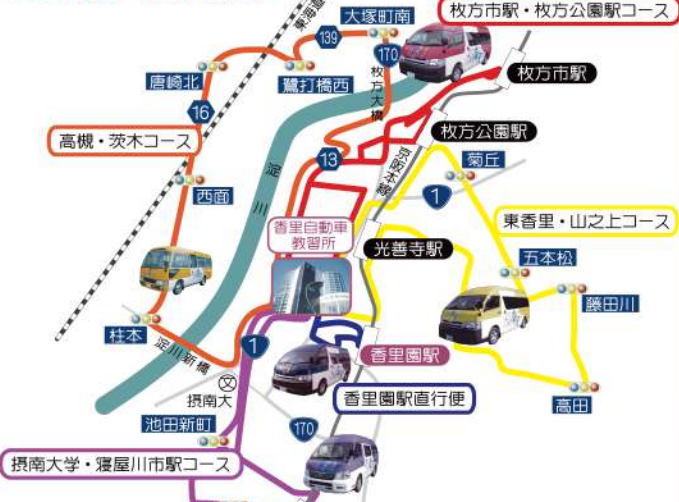 枚方市駅・枚方公園駅コース
大塚町南
139
170
唐崎北
鷺打橋西
枚方大橋
枚方市駅
16
枚方公園駅
高槻・茨木コース
13
京阪本線
菊丘
淀川
1
西面
東香里・山之上コース
香里自動車
教習所
光善寺駅
五本松
藤田川
柱本
淀川新橋
1
香里園駅
文
摂南大
香里園駅直行便
高田
池田新町
170
摂南大学・寝屋川市駅コース